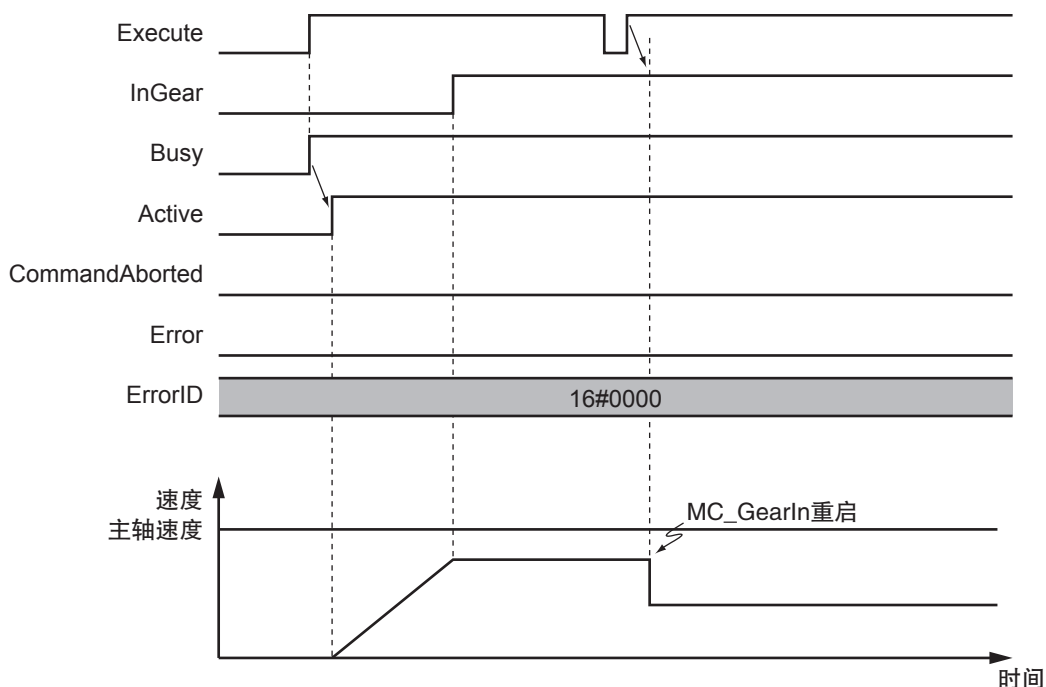 Execute
InGear
Busy
Active
CommandAborted
Error
ErrorID
16#0000
速度
主轴速度
MC_GearIn重启
时间